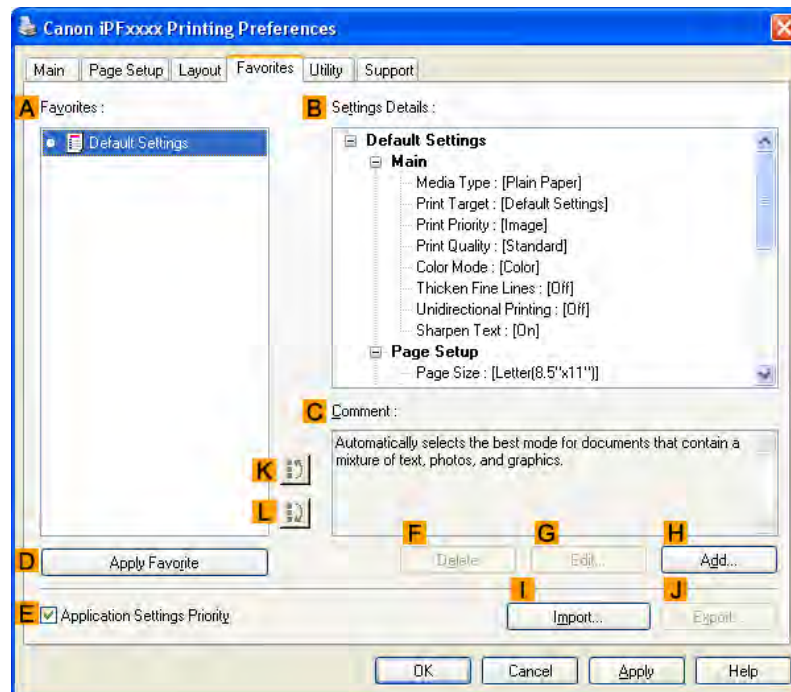 Canon iPFxxxx Printing Preferences
Main Page Setup Layout Favorites Utility Support
A Favorites :
Default Settings
B Settings Details :
Default Settings
Main
Media Type : [Plain Paper]
Print Target : [Default Settings]
Print Priority : [Image]
Print Quality : [Standard]
Color Mode : [Color]
Thicken Fine Lines : [Off]
Unidirectional Printing : [Off]
Sharpen Text : [On]
Page Setup
Page Size : [Letter(8.5"x11")]
C Comment :
Automatically selects the best mode for documents that contain a
mixture of text, photos, and graphics.
K
L
D Apply Favorite
F Delete
G Edit...
H Add...
E Application Settings Priority
I Import...
J Export...
OK Cancel Apply Help